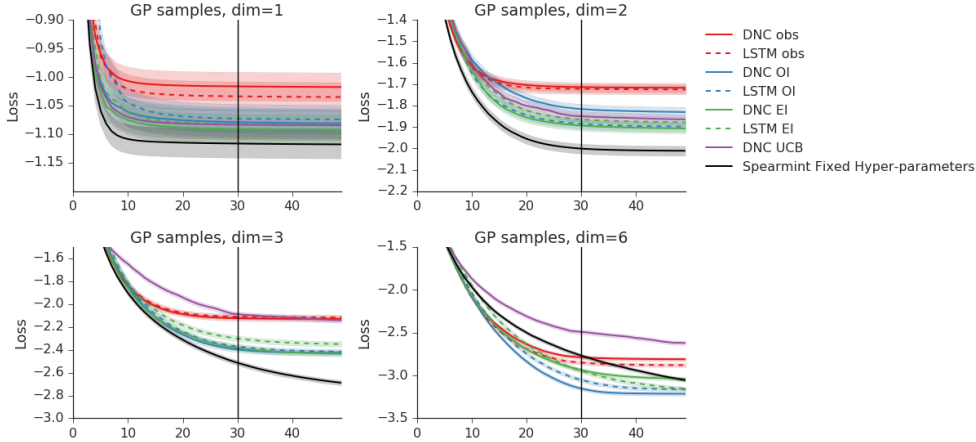 GP samples, dim=1
−0.90
−0.95
−1.00
−1.05
−1.10
−1.15
Loss
0 10 20 30 40
GP samples, dim=2
−1.4
−1.5
−1.6
−1.7
−1.8
−1.9
−2.0
−2.1
−2.2
Loss
0 10 20 30 40
DNC obs
LSTM obs
DNC OI
LSTM OI
DNC EI
LSTM EI
DNC UCB
Spearmint Fixed Hyper-parameters
GP samples, dim=3
−1.6
−1.8
−2.0
−2.2
−2.4
−2.6
−2.8
−3.0
Loss
0 10 20 30 40
GP samples, dim=6
−1.5
−2.0
−2.5
−3.0
−3.5
Loss
0 10 20 30 40